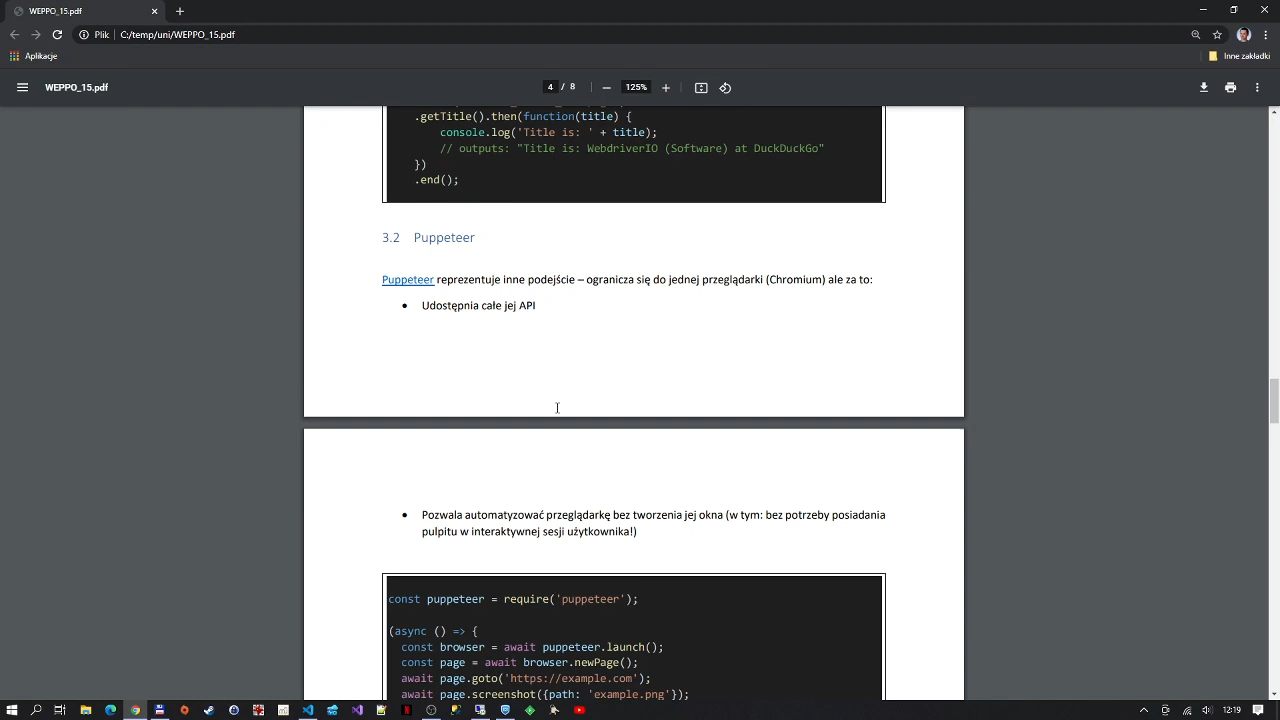 WEPPO_15.pdf
Plik
C:/temp/uni/WEPPO_15.pdf
Aplikacje
Inne zakładki
WEPPO_15.pdf
4 / 8
125%
.getTitle().then(function(title) {
console.log('Title is: ' + title);
// outputs: "Title is: WebdriverIO (Software) at DuckDuckGo"
})
.end();
3.2 Puppeteer
Puppeteer reprezentuje inne podejście – ogranicza się do jednej przeglądarki (Chromium) ale za to:
• Udostępnia całe jej API
• Pozwala automatyzować przeglądarkę bez tworzenia jej okna (w tym: bez potrzeby posiadania
pulpitu w interaktywnej sesji użytkownika!)
const puppeteer = require('puppeteer');
(async () => {
const browser = await puppeteer.launch();
const page = await browser.newPage();
await page.goto('https://example.com');
await page.screenshot({path: 'example.png'});
12:19